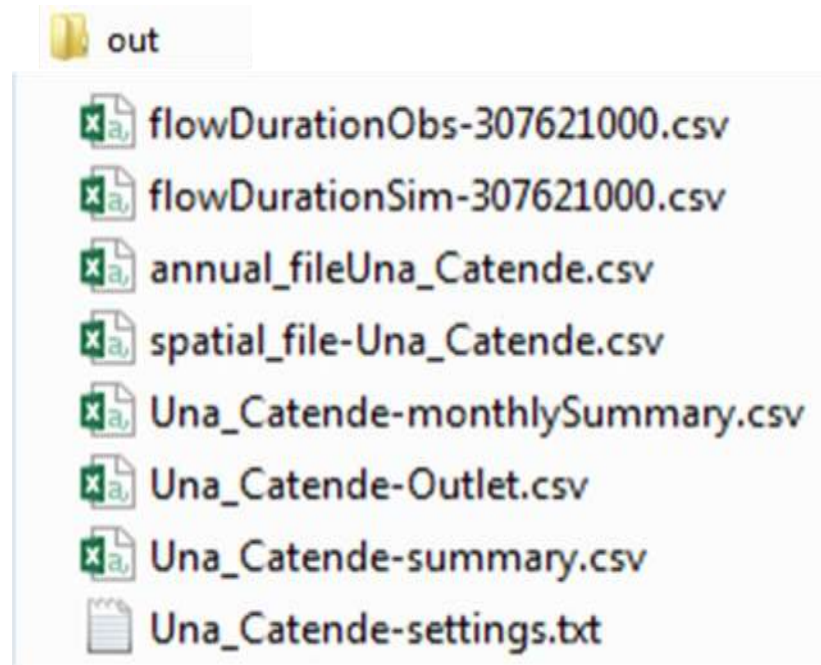 out
flowDurationObs-307621000.csv
flowDurationSim-307621000.csv
annual_fileUna_Catende.csv
spatial_file-Una_Catende.csv
Una_Catende-monthlySummary.csv
Una_Catende-Outlet.csv
Una_Catende-summary.csv
Una_Catende-settings.txt